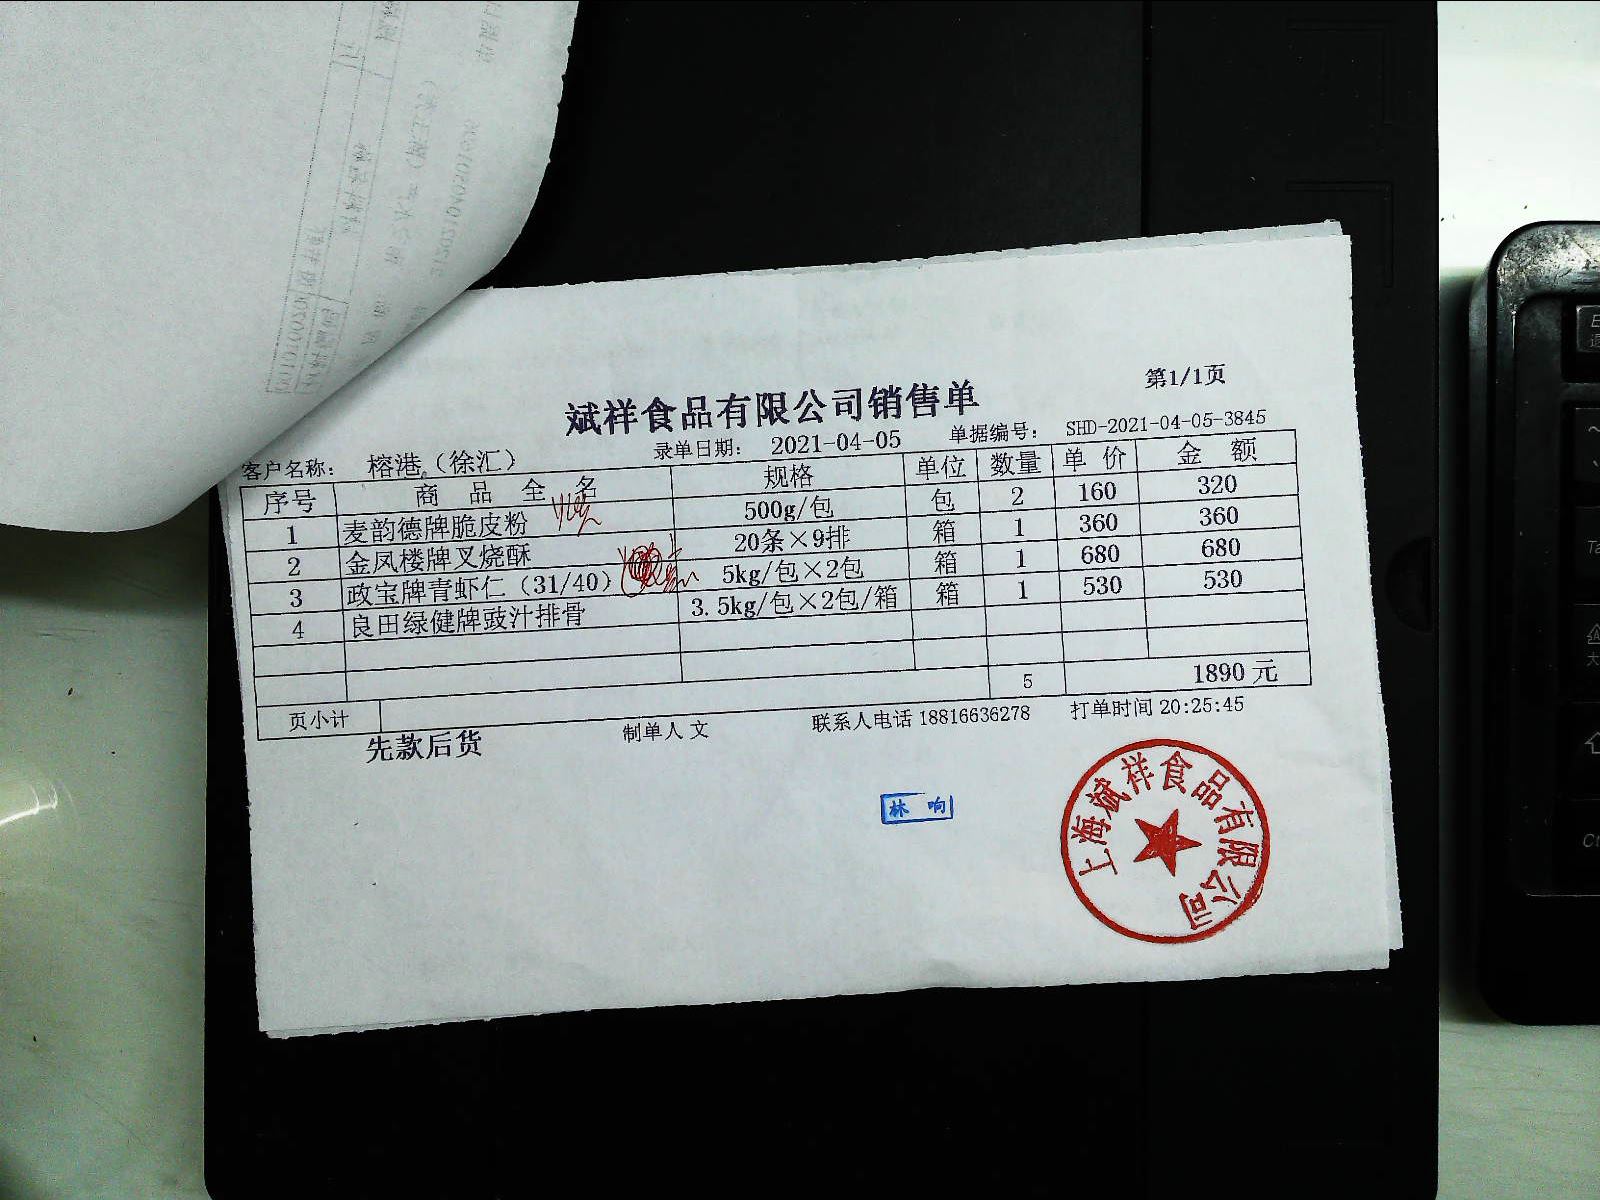 第1/1页
斌祥食品有限公司销售单
客户名称： 榕港（徐汇） 录单日期： 2021-04-05 单据编号： SHD-2021-04-05-3845
序号 商品全名 规格 单位 数量 单价 金额
1 麦韵德牌脆皮粉 500g/包 包 2 160 320
2 金凤楼牌叉烧酥 20条×9排 箱 1 360 360
3 政宝牌青虾仁（31/40） 5kg/包×2包 箱 1 680 680
4 良田绿健牌豉汁排骨 3.5kg/包×2包/箱 箱 1 530 530
页小计 5 1890 元
先款后货 制单人 文 联系人电话 18816636278 打单时间 20:25:45
林 响
上海斌祥食品有限公司